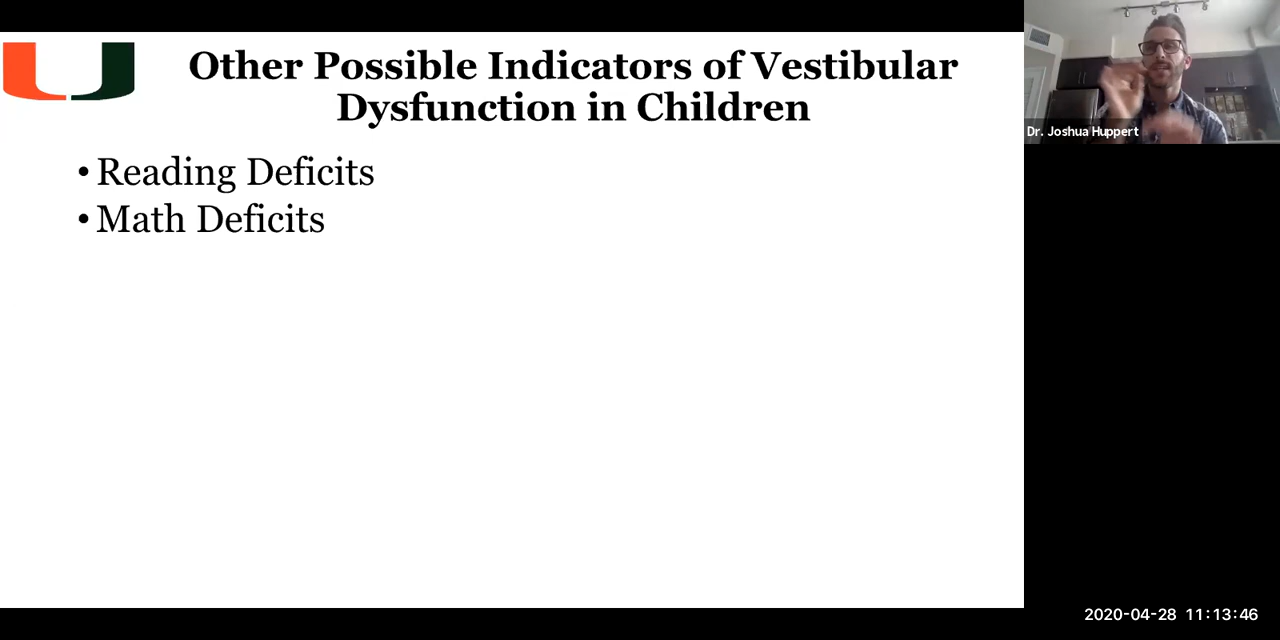 Other Possible Indicators of Vestibular
Dysfunction in Children
• Reading Deficits
• Math Deficits
Dr. Joshua Huppert
2020-04-28 11:13:46